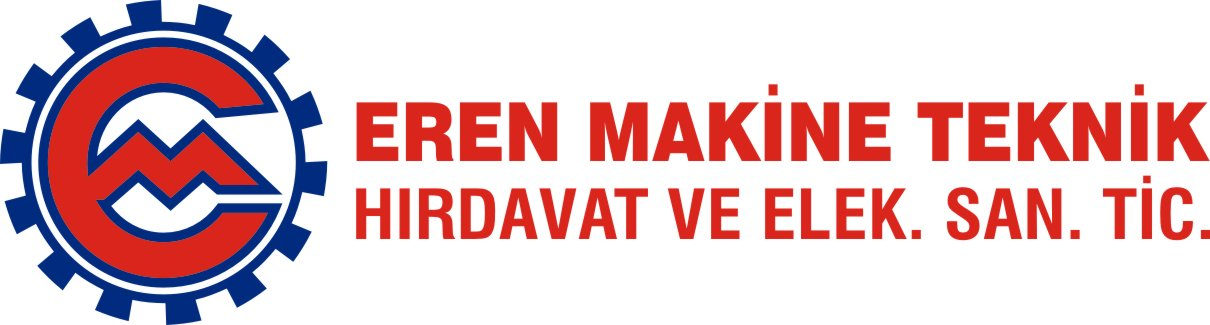 EREN MAKİNE TEKNİK
HIRDAVAT VE ELEK. SAN. TİC.